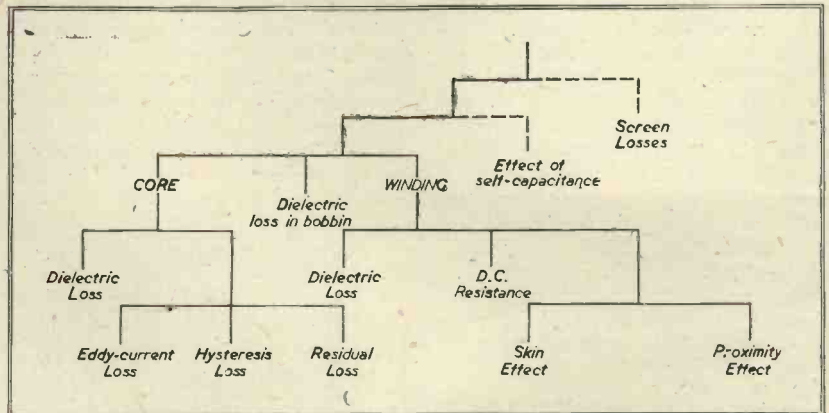 Screen
Losses
Effect of
self-capacitance
CORE
Dielectric
loss in bobbin
WINDING
Dielectric
Loss
Dielectric
Loss
D.C.
Resistance
Eddy-current
Loss
Hysteresis
Loss
Residual
Loss
Skin
Effect
Proximity
Effect